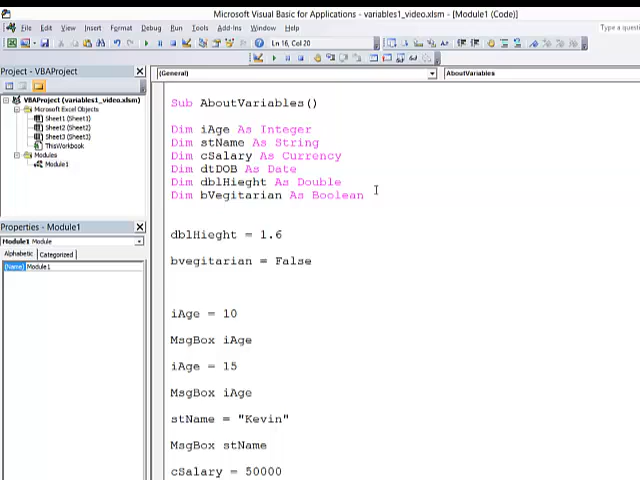 Microsoft Visual Basic for Applications - variables1_video.xlsm - [Module1 (Code)]
File Edit View Insert Format Debug Run Tools Add-Ins Window Help
Type a questio
Ln 16, Col 20
Project - VBAProject
VBAProject (variables1_video.xlsm)
Microsoft Excel Objects
Sheet1 (Sheet1)
Sheet2 (Sheet2)
Sheet3 (Sheet3)
ThisWorkbook
Modules
Module1
Properties - Module1
Module1 Module
Alphabetic Categorized
(Name) Module1
(General) AboutVariables
Sub AboutVariables()
Dim iAge As Integer
Dim stName As String
Dim cSalary As Currency
Dim dtDOB As Date
Dim dblHieght As Double
Dim bVegitarian As Boolean
dblHieght = 1.6
bvegitarian = False
iAge = 10
MsgBox iAge
iAge = 15
MsgBox iAge
stName = "Kevin"
MsgBox stName
cSalary = 50000